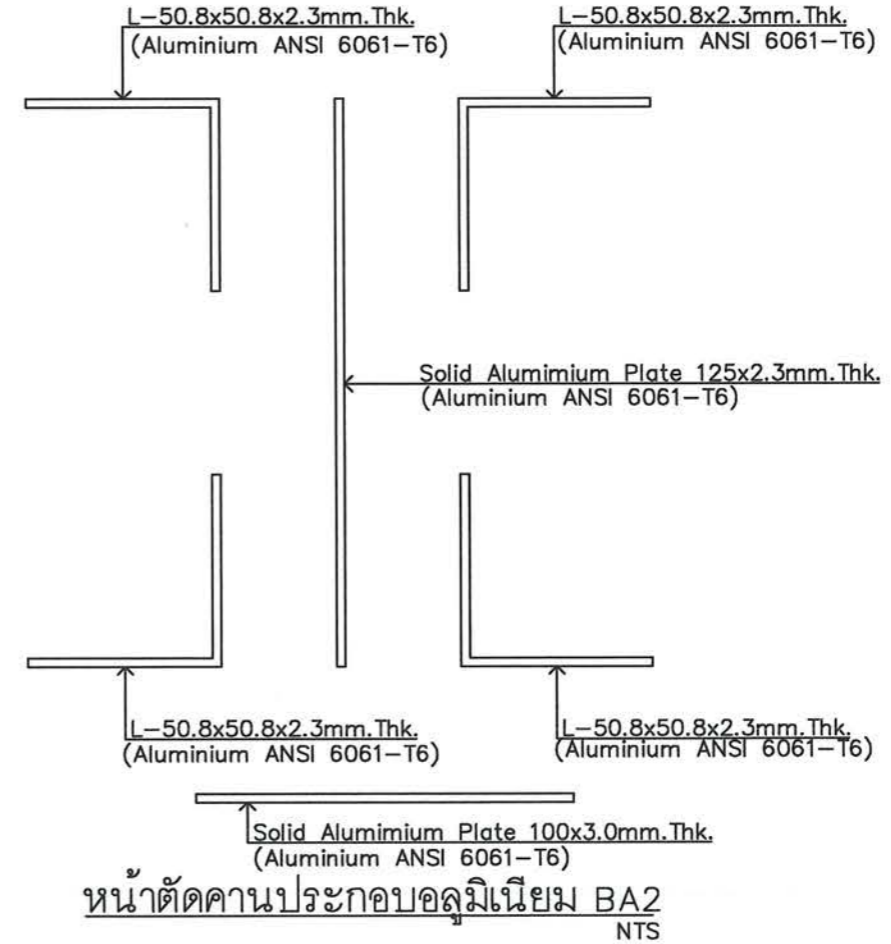 L-50.8x50.8x2.3mm.Thk.
(Aluminium ANSI 6061-T6)
L-50.8x50.8x2.3mm.Thk.
(Aluminium ANSI 6061-T6)
Solid Alumimium Plate 125x2.3mm.Thk.
(Aluminium ANSI 6061-T6)
L-50.8x50.8x2.3mm.Thk.
(Aluminium ANSI 6061-T6)
L-50.8x50.8x2.3mm.Thk.
(Aluminium ANSI 6061-T6)
Solid Alumimium Plate 100x3.0mm.Thk.
(Aluminium ANSI 6061-T6)
หน้าตัดคานประกอบอลูมิเนียม BA2
NTS